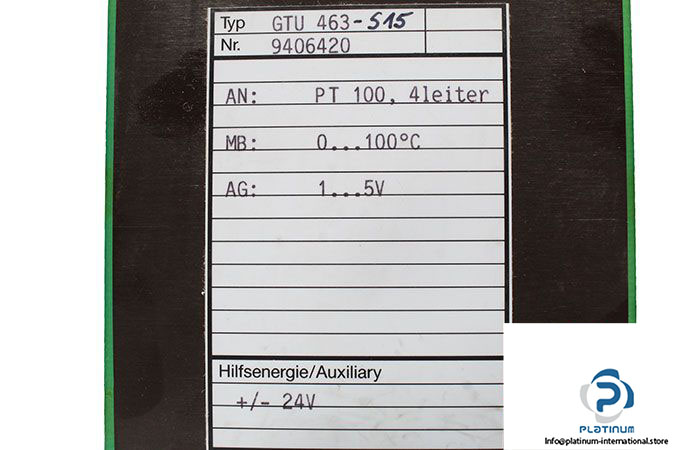 Typ GTU 463-S15
Nr. 9406420
AN: PT 100, 4leiter
MB: 0...100°C
AG: 1...5V
Hilfsenergie/Auxiliary
+/- 24V
PLATINUM
Info@platinum-international.store